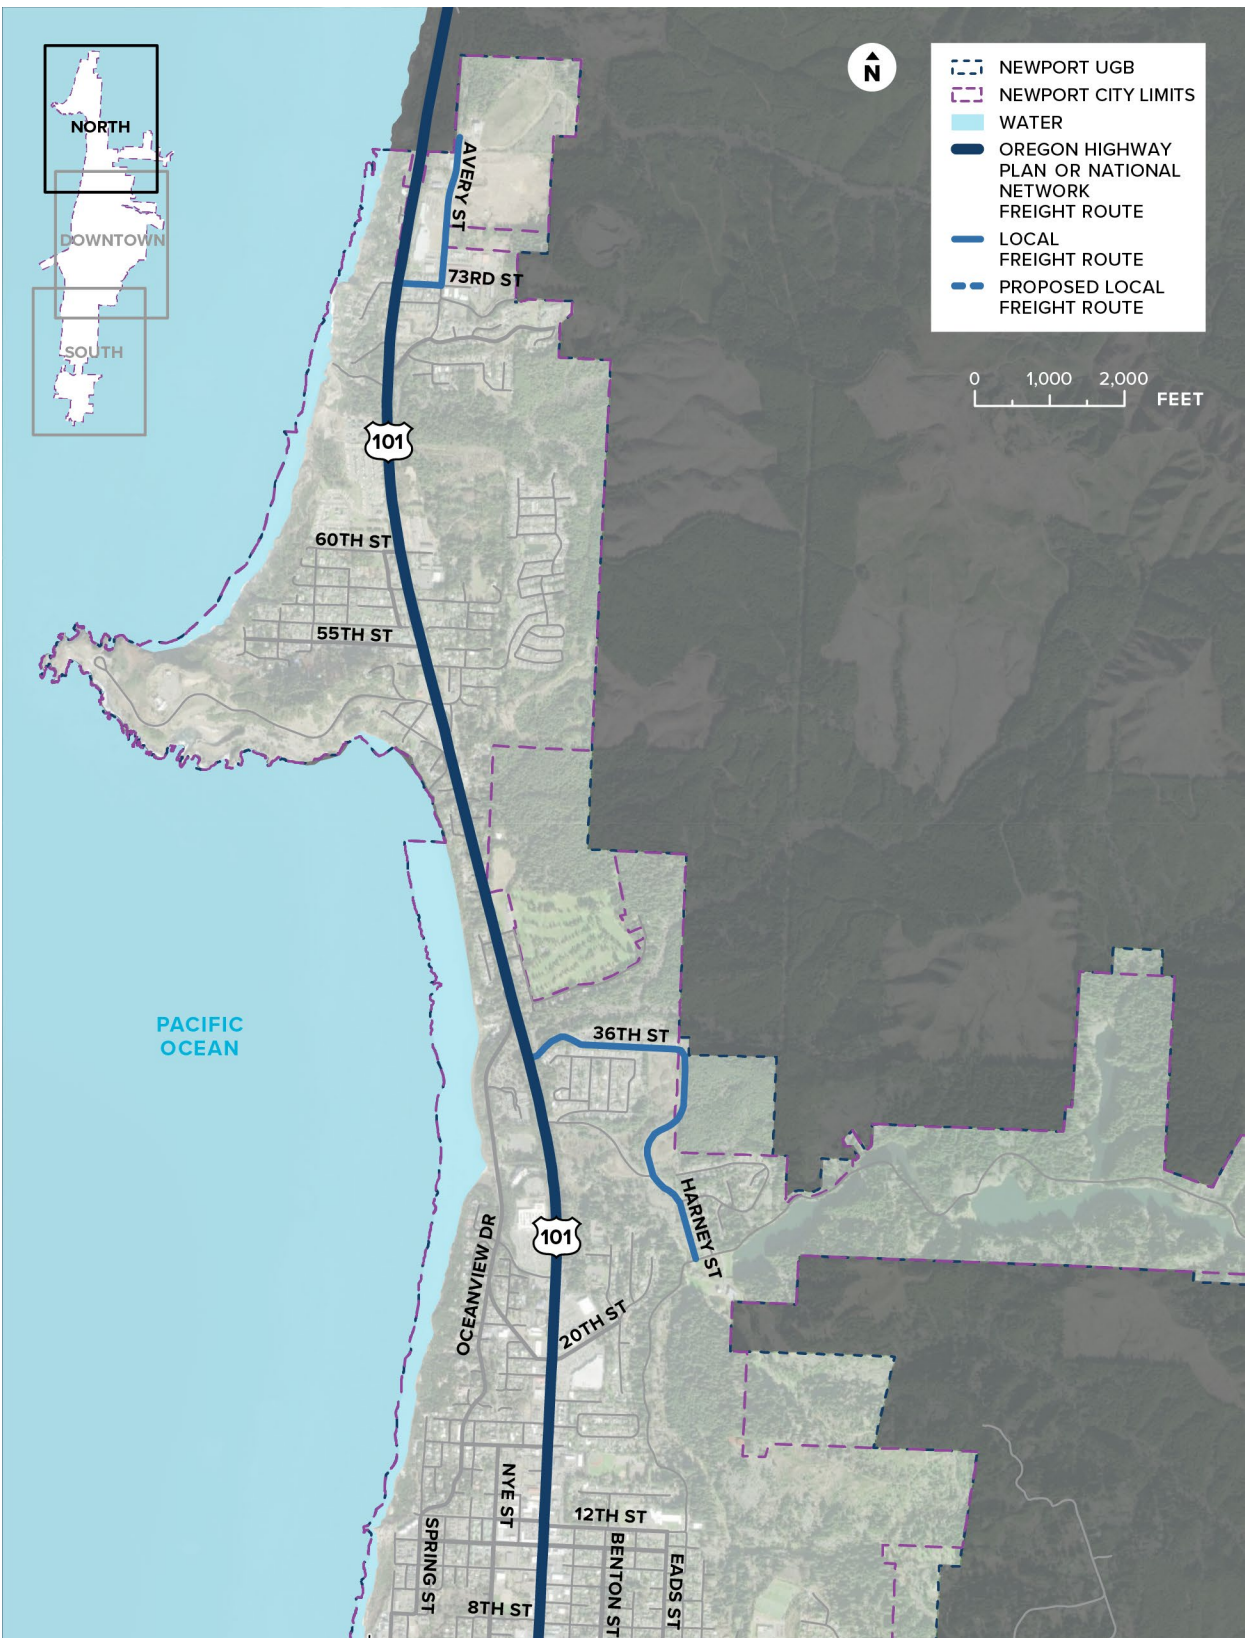 NORTH
DOWNTOWN
SOUTH
N
NEWPORT UGB
NEWPORT CITY LIMITS
WATER
OREGON HIGHWAY
PLAN OR NATIONAL
NETWORK
FREIGHT ROUTE
LOCAL
FREIGHT ROUTE
PROPOSED LOCAL
FREIGHT ROUTE
0 1,000 2,000
FEET
AVERY ST
73RD ST
101
60TH ST
55TH ST
PACIFIC
OCEAN
36TH ST
HARNEY ST
101
OCEANVIEW DR
20TH ST
NYE ST
12TH ST
SPRING ST
BENTON ST
EADS ST
8TH ST